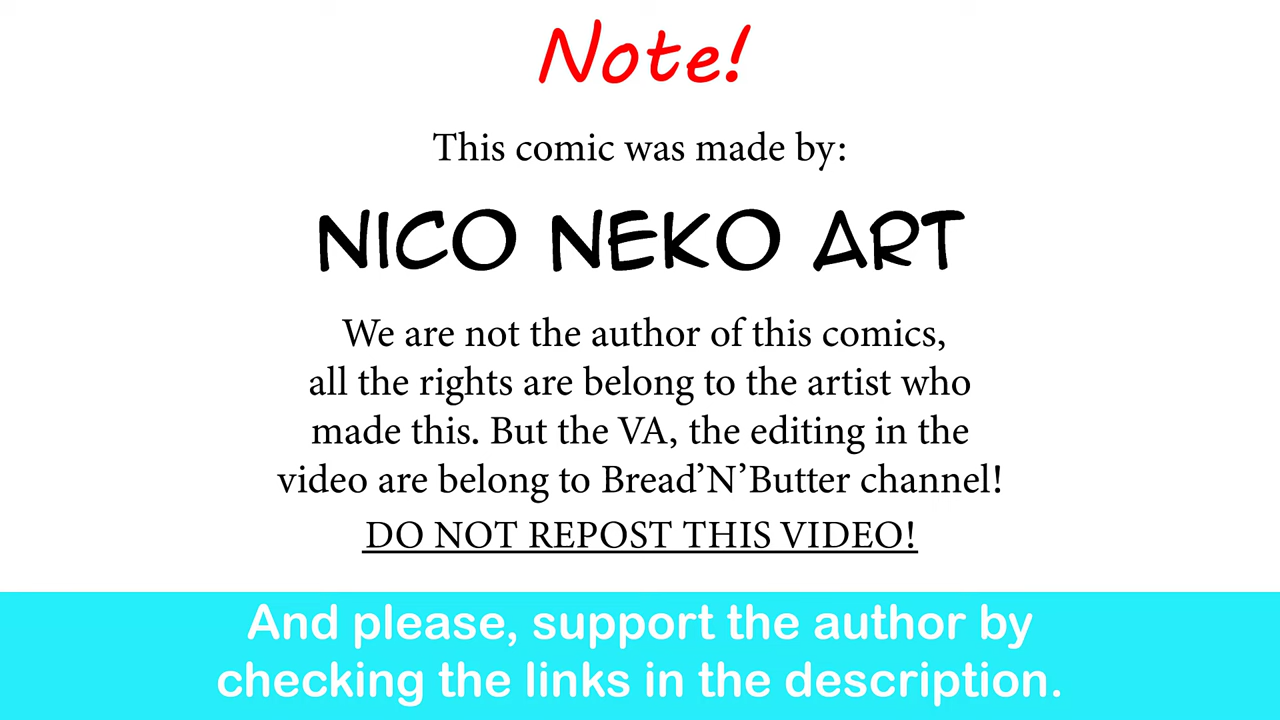 Note!
This comic was made by:
NICO NEKO ART
We are not the author of this comics,
all the rights are belong to the artist who
made this. But the VA, the editing in the
video are belong to Bread’N’Butter channel!
DO NOT REPOST THIS VIDEO!
And please, support the author by
checking the links in the description.